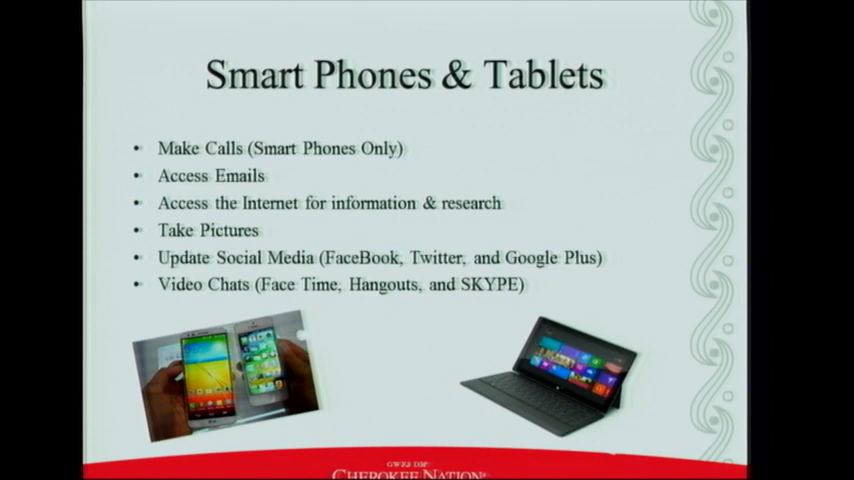 Smart Phones & Tablets
• Make Calls (Smart Phones Only)
• Access Emails
• Access the Internet for information & research
• Take Pictures
• Update Social Media (FaceBook, Twitter, and Google Plus)
• Video Chats (Face Time, Hangouts, and SKYPE)
CHEROKEE NATION